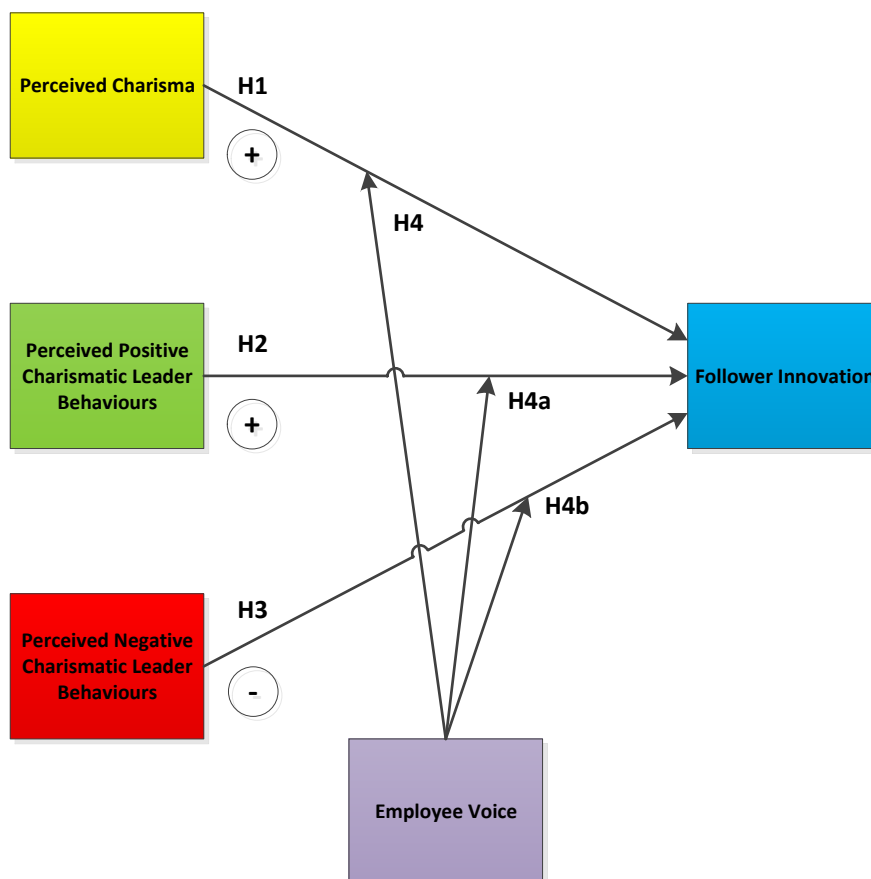 Perceived Charisma
H1
+
H4
Perceived Positive
Charismatic Leader
Behaviours
H2
+
H4a
Follower Innovation
H4b
Perceived Negative
Charismatic Leader
Behaviours
H3
-
Employee Voice